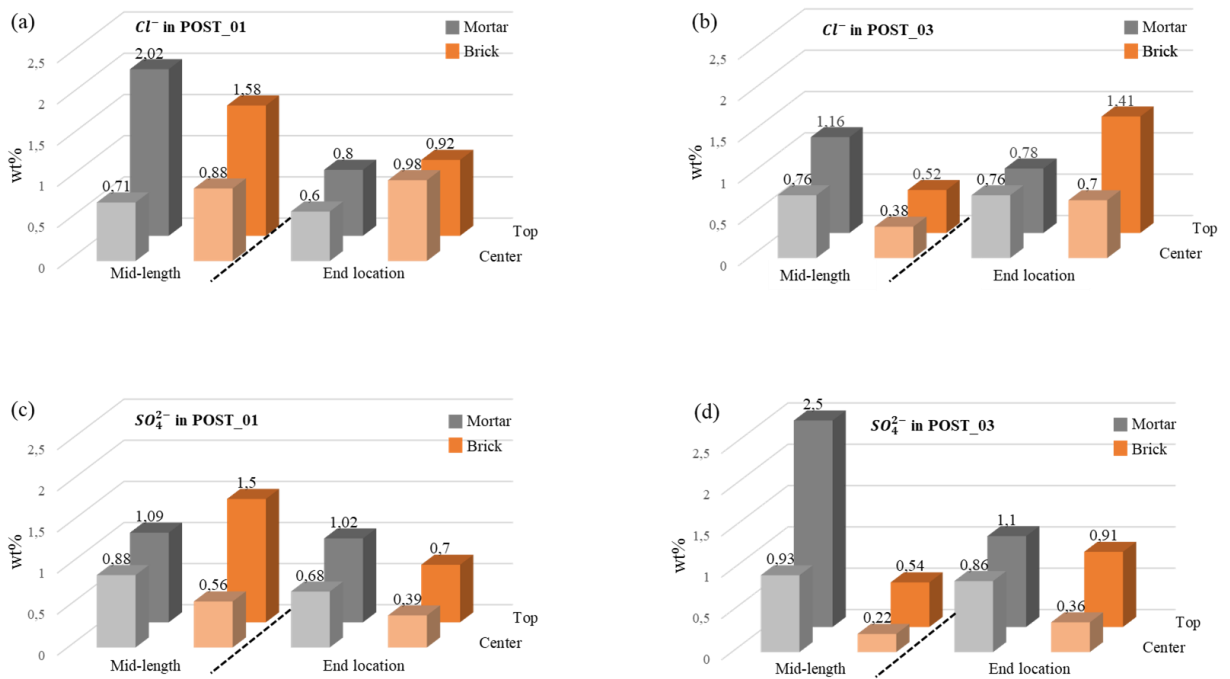 (a)
Cl⁻ in POST_01
Mortar
Brick
2,5
2
1,5
1
0,5
0
wt%
2,02
1,58
0,71
0,88
0,8
0,92
0,6
0,98
Top
Center
Mid-length
End location
(b)
Cl⁻ in POST_03
Mortar
Brick
2,5
2
1,5
1
0,5
0
wt%
1,16
0,52
0,76
0,38
0,78
1,41
0,76
0,7
Top
Center
Mid-length
End location
(c)
SO₄²⁻ in POST_01
Mortar
Brick
2,5
2
1,5
1
0,5
0
wt%
1,09
1,5
0,88
0,56
1,02
0,7
0,68
0,39
Top
Center
Mid-length
End location
(d)
SO₄²⁻ in POST_03
Mortar
Brick
2,5
2
1,5
1
0,5
0
wt%
2,5
0,54
0,93
0,22
1,1
0,91
0,86
0,36
Top
Center
Mid-length
End location